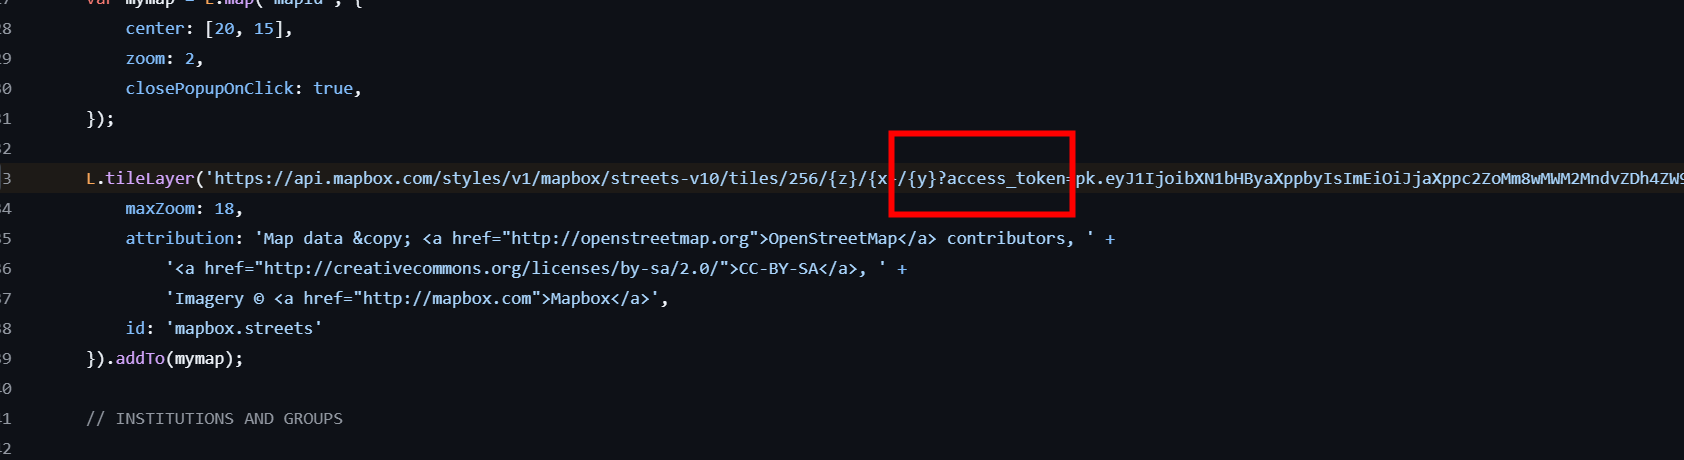 var mymap = L.map('mapid', {
28 center: [20, 15],
29 zoom: 2,
30 closePopupOnClick: true,
31 });
32
33 L.tileLayer('https://api.mapbox.com/styles/v1/mapbox/streets-v10/tiles/256/{z}/{x}/{y}?access_token=pk.eyJ1IjoibXN1bHByaXppbyIsImEiOiJjaXppc2ZoMm8wMWM2MndvZDh4ZW9
34 maxZoom: 18,
35 attribution: 'Map data &copy; <a href="http://openstreetmap.org">OpenStreetMap</a> contributors, ' +
36 '<a href="http://creativecommons.org/licenses/by-sa/2.0/">CC-BY-SA</a>, ' +
37 'Imagery © <a href="http://mapbox.com">Mapbox</a>',
38 id: 'mapbox.streets'
39 }).addTo(mymap);
40
41 // INSTITUTIONS AND GROUPS
42